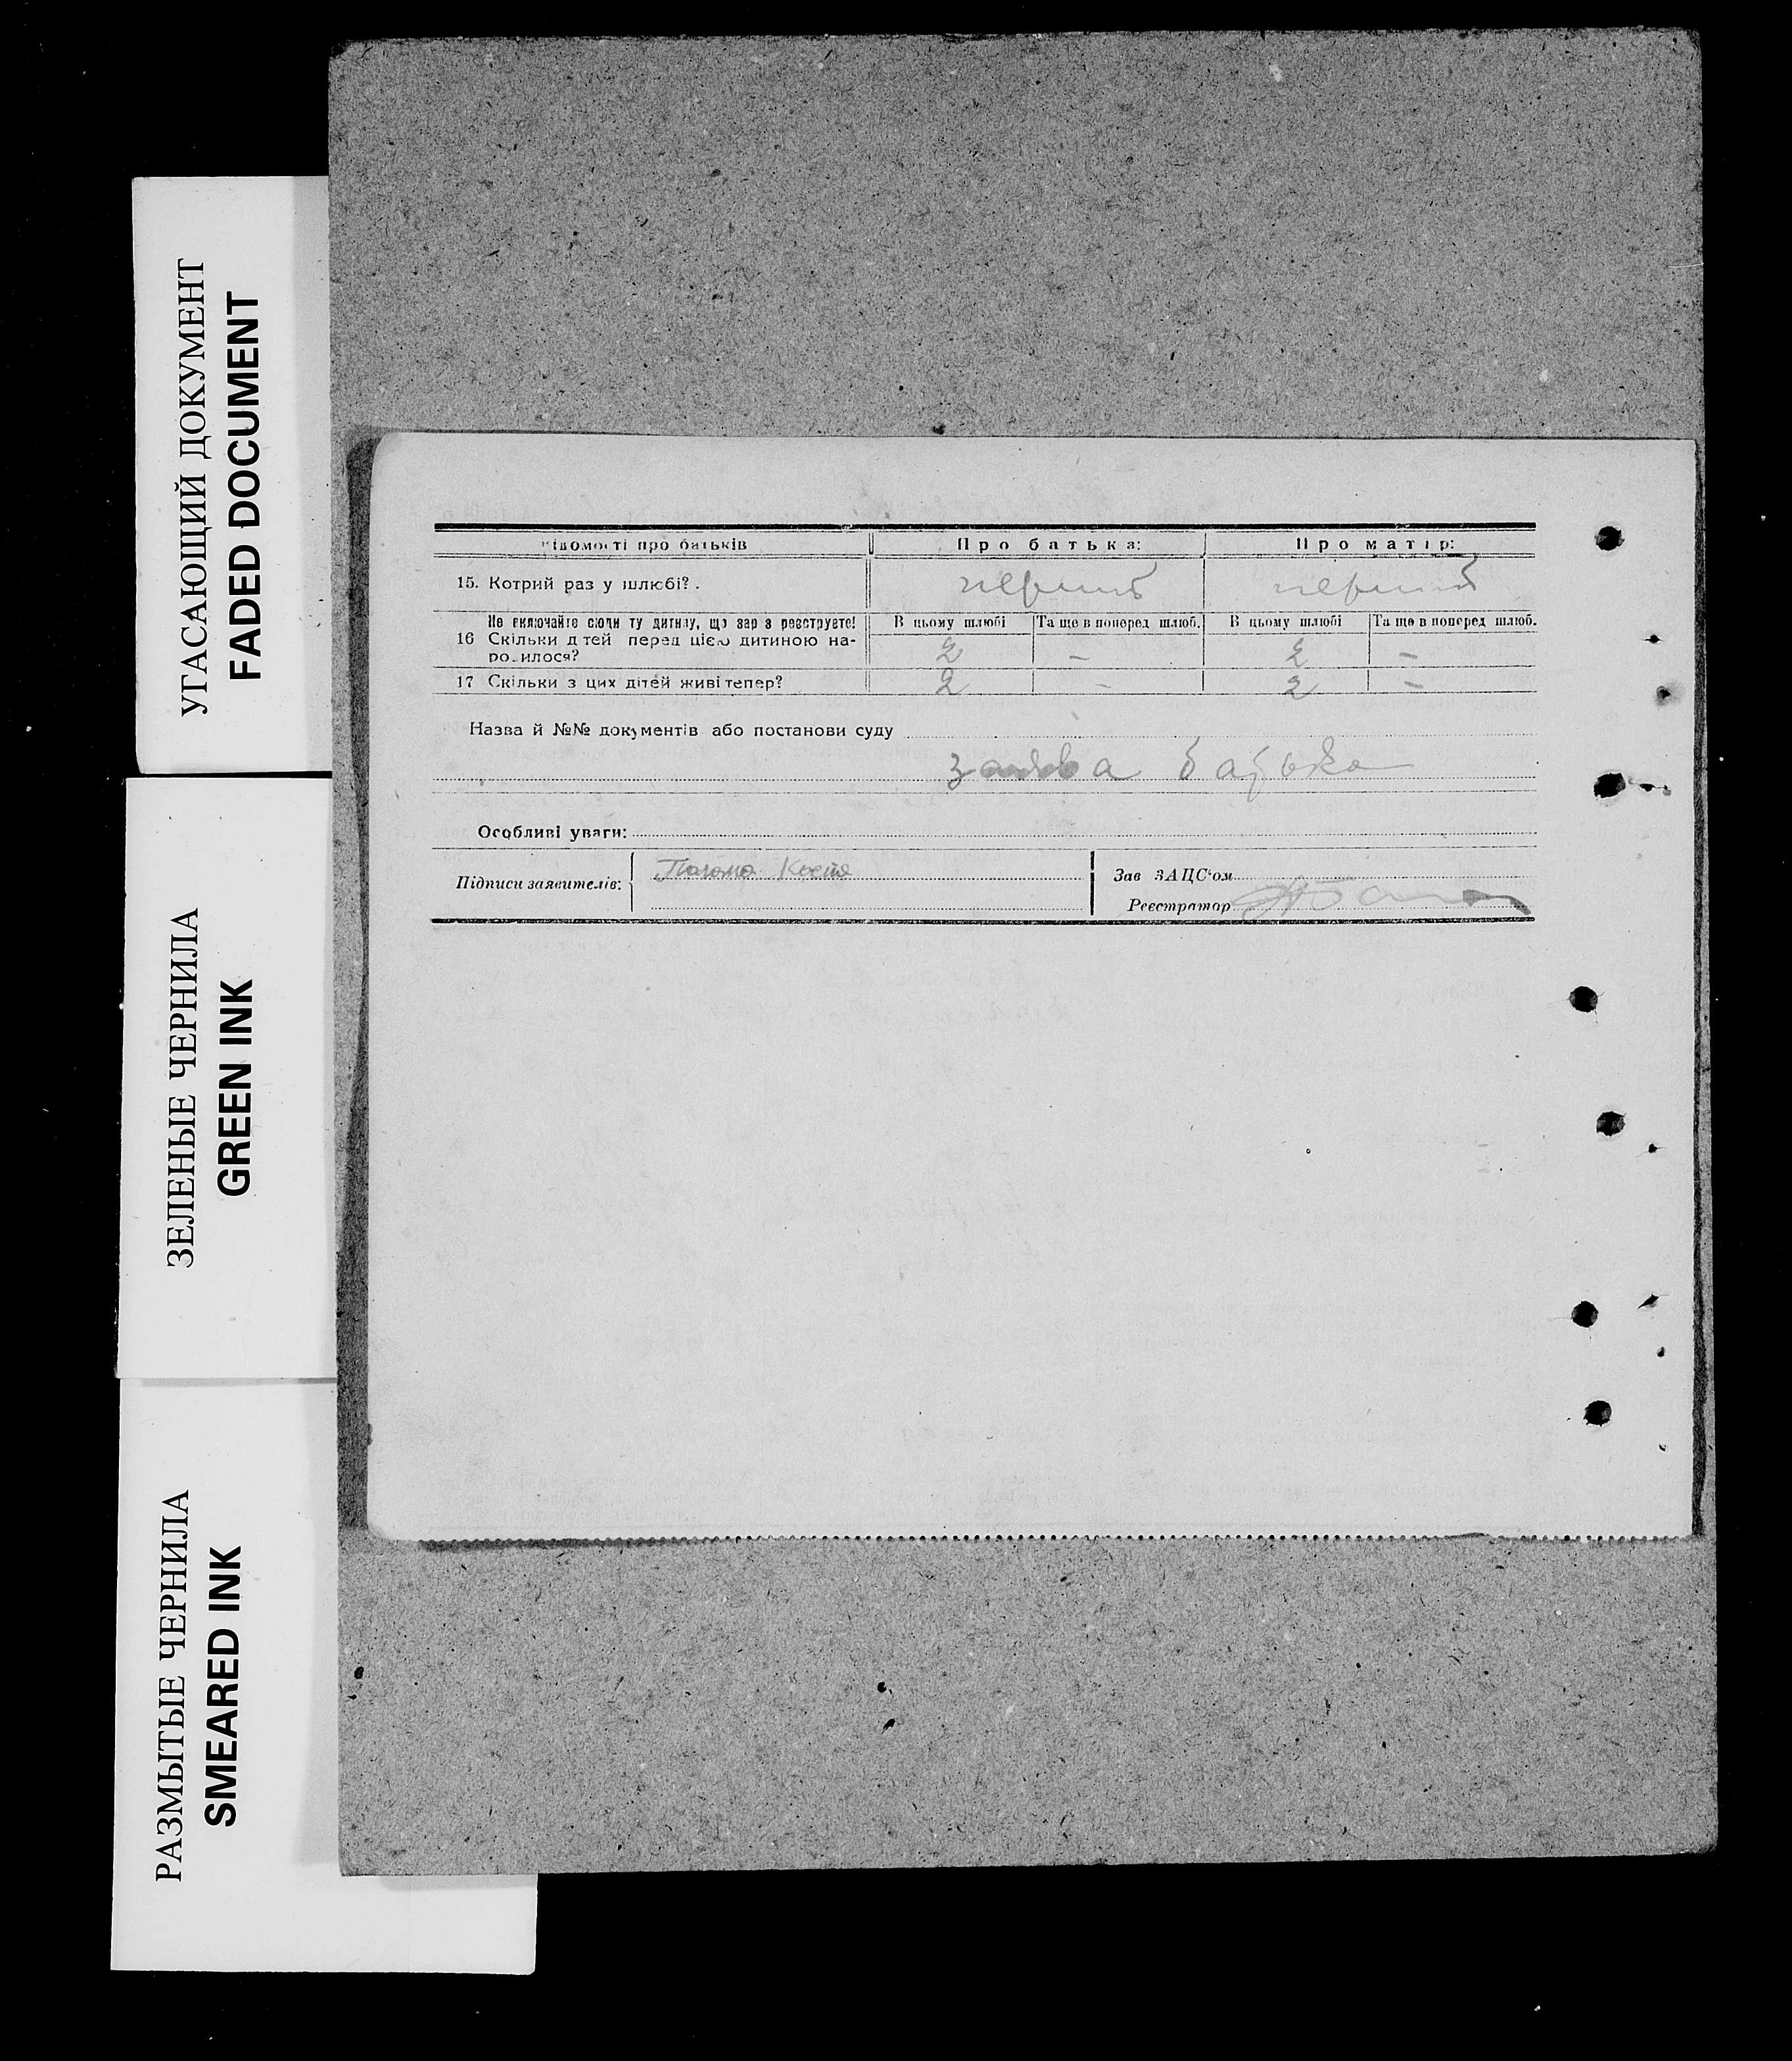 УГАСАЮЩИЙ ДОКУМЕНТ
FADED DOCUMENT
ЗЕЛЕНЫЕ ЧЕРНИЛА
GREEN INK
РАЗМЫТЫЕ ЧЕРНИЛА
SMEARED INK
Відомості про батьків Про батька: Про матір:
15. Котрий раз у шлюбі?. перший перший
Не включайте сюди ту дитину, що зараз реєструєте! В цьому шлюбі Та ще в поперед шлюб. В цьому шлюбі Та ще в поперед шлюб.
16 Скільки дітей перед цією дитиною на-
родилося? 2 – 2 –
17 Скільки з цих дітей живі тепер? 2 – 2 –
Назва й №№ документів або постанови суду
заява батька
Особливі уваги:
Підписи заявителів: Костя
Зав ЗАЦС'ом
Реєстратор